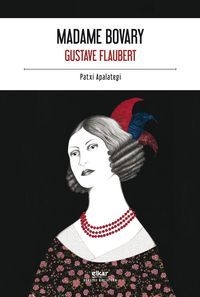 MADAME BOVARY
GUSTAVE FLAUBERT
Patxi Apalategi
elkar